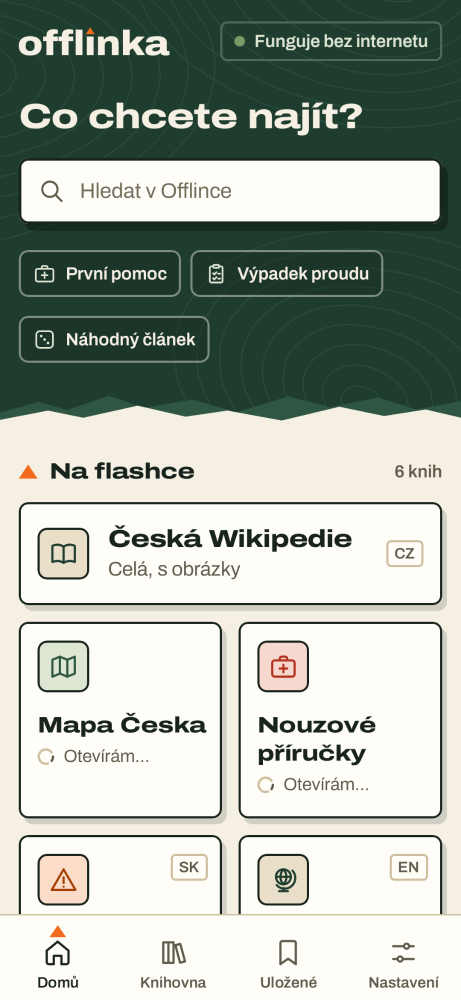 offlinka
Funguje bez internetu
Co chcete najít?
Hledat v Offlince
První pomoc
Výpadek proudu
Náhodný článek
Na flashce
6 knih
Česká Wikipedie
Celá, s obrázky
CZ
Mapa Česka
Otevírám...
Nouzové
příručky
Otevírám...
SK
EN
Domů
Knihovna
Uložené
Nastavení